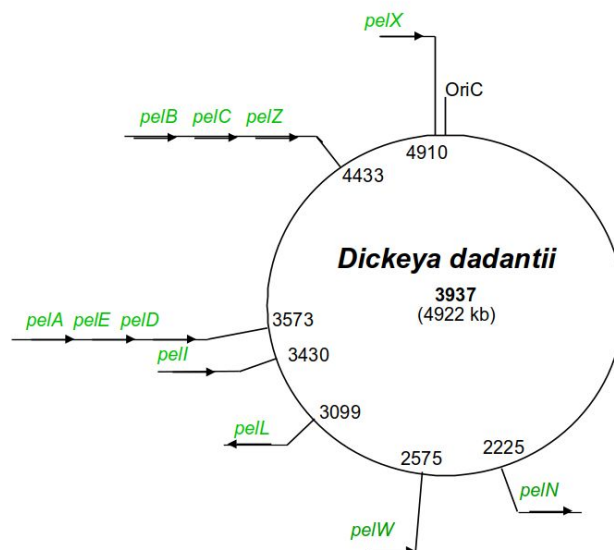 pelX
OriC
pelB pelC pelZ
4910
4433
Dickeya dadantii
3937
(4922 kb)
pelA pelE pelD
3573
pelI
3430
3099
pelL
2575
2225
pelN
pelW